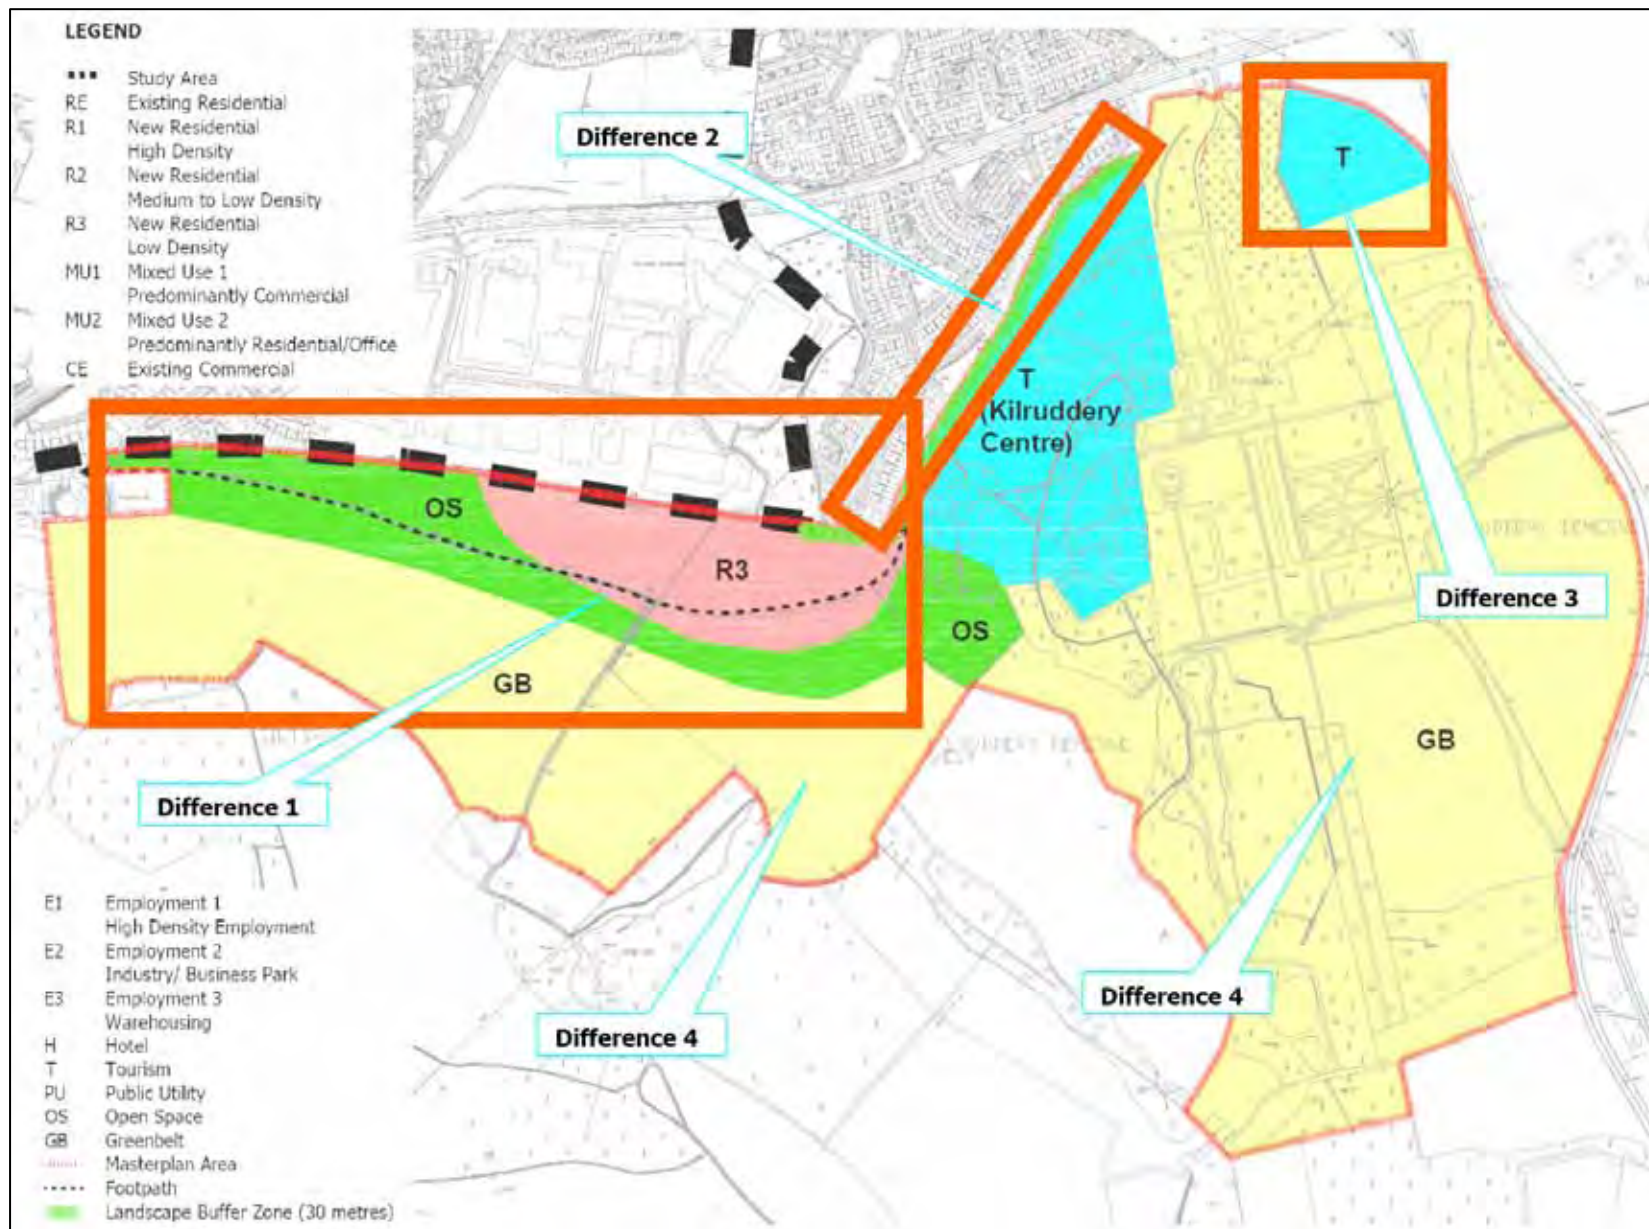 LEGEND
Study Area
RE Existing Residential
R1 New Residential
High Density
R2 New Residential
Medium to Low Density
R3 New Residential
Low Density
MU1 Mixed Use 1
Predominantly Commercial
MU2 Mixed Use 2
Predominantly Residential/Office
CE Existing Commercial
Difference 2
T
T
(Kilruddery
Centre)
OS
R3
Difference 3
OS
GB
GB
Difference 1
E1 Employment 1
High Density Employment
E2 Employment 2
Industry/ Business Park
E3 Employment 3
Warehousing
H Hotel
T Tourism
PU Public Utility
OS Open Space
GB Greenbelt
Masterplan Area
Footpath
Landscape Buffer Zone (30 metres)
Difference 4
Difference 4